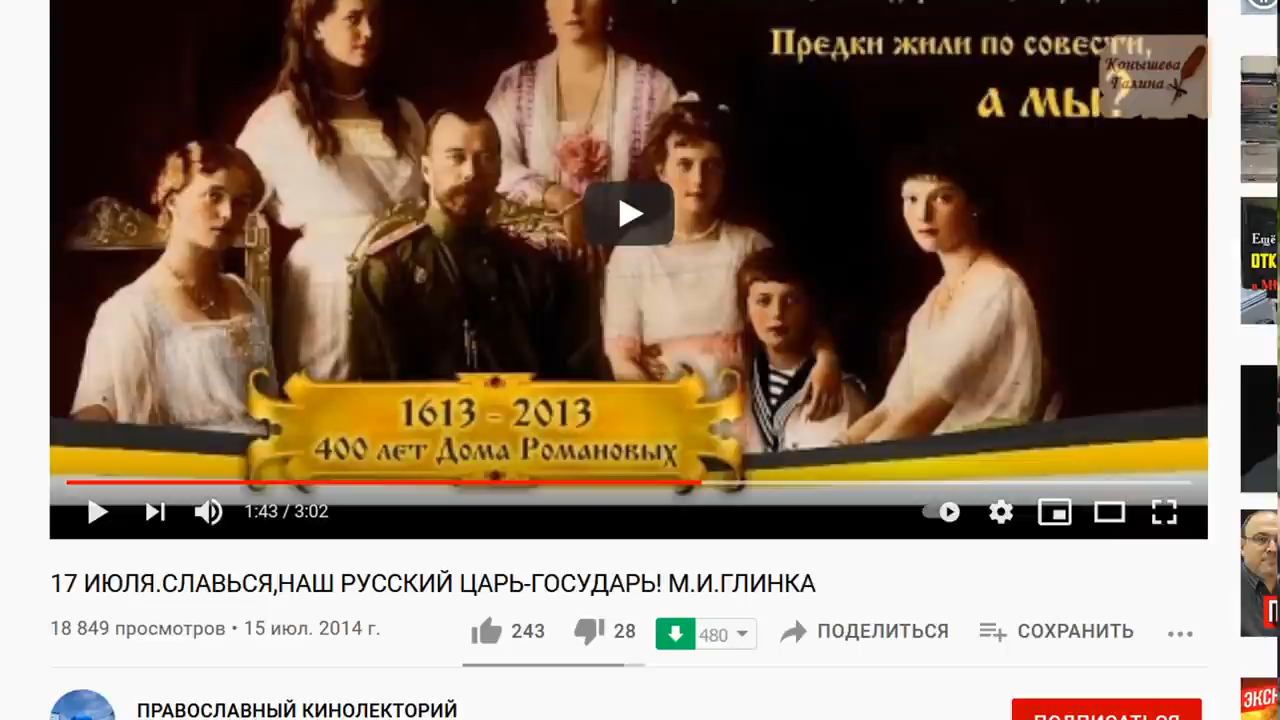 Предки жили по совести,
а мы?
Конышева
Галина
1613 - 2013
400 лет Дома Романовых
1:43 / 3:02
17 ИЮЛЯ.СЛАВЬСЯ,НАШ РУССКИЙ ЦАРЬ-ГОСУДАРЬ! М.И.ГЛИНКА
18 849 просмотров • 15 июл. 2014 г.
243
28
480
ПОДЕЛИТЬСЯ
СОХРАНИТЬ
ПРАВОСЛАВНЫЙ КИНОЛЕКТОРИЙ
ПОДПИСАТЬСЯ
Ещё